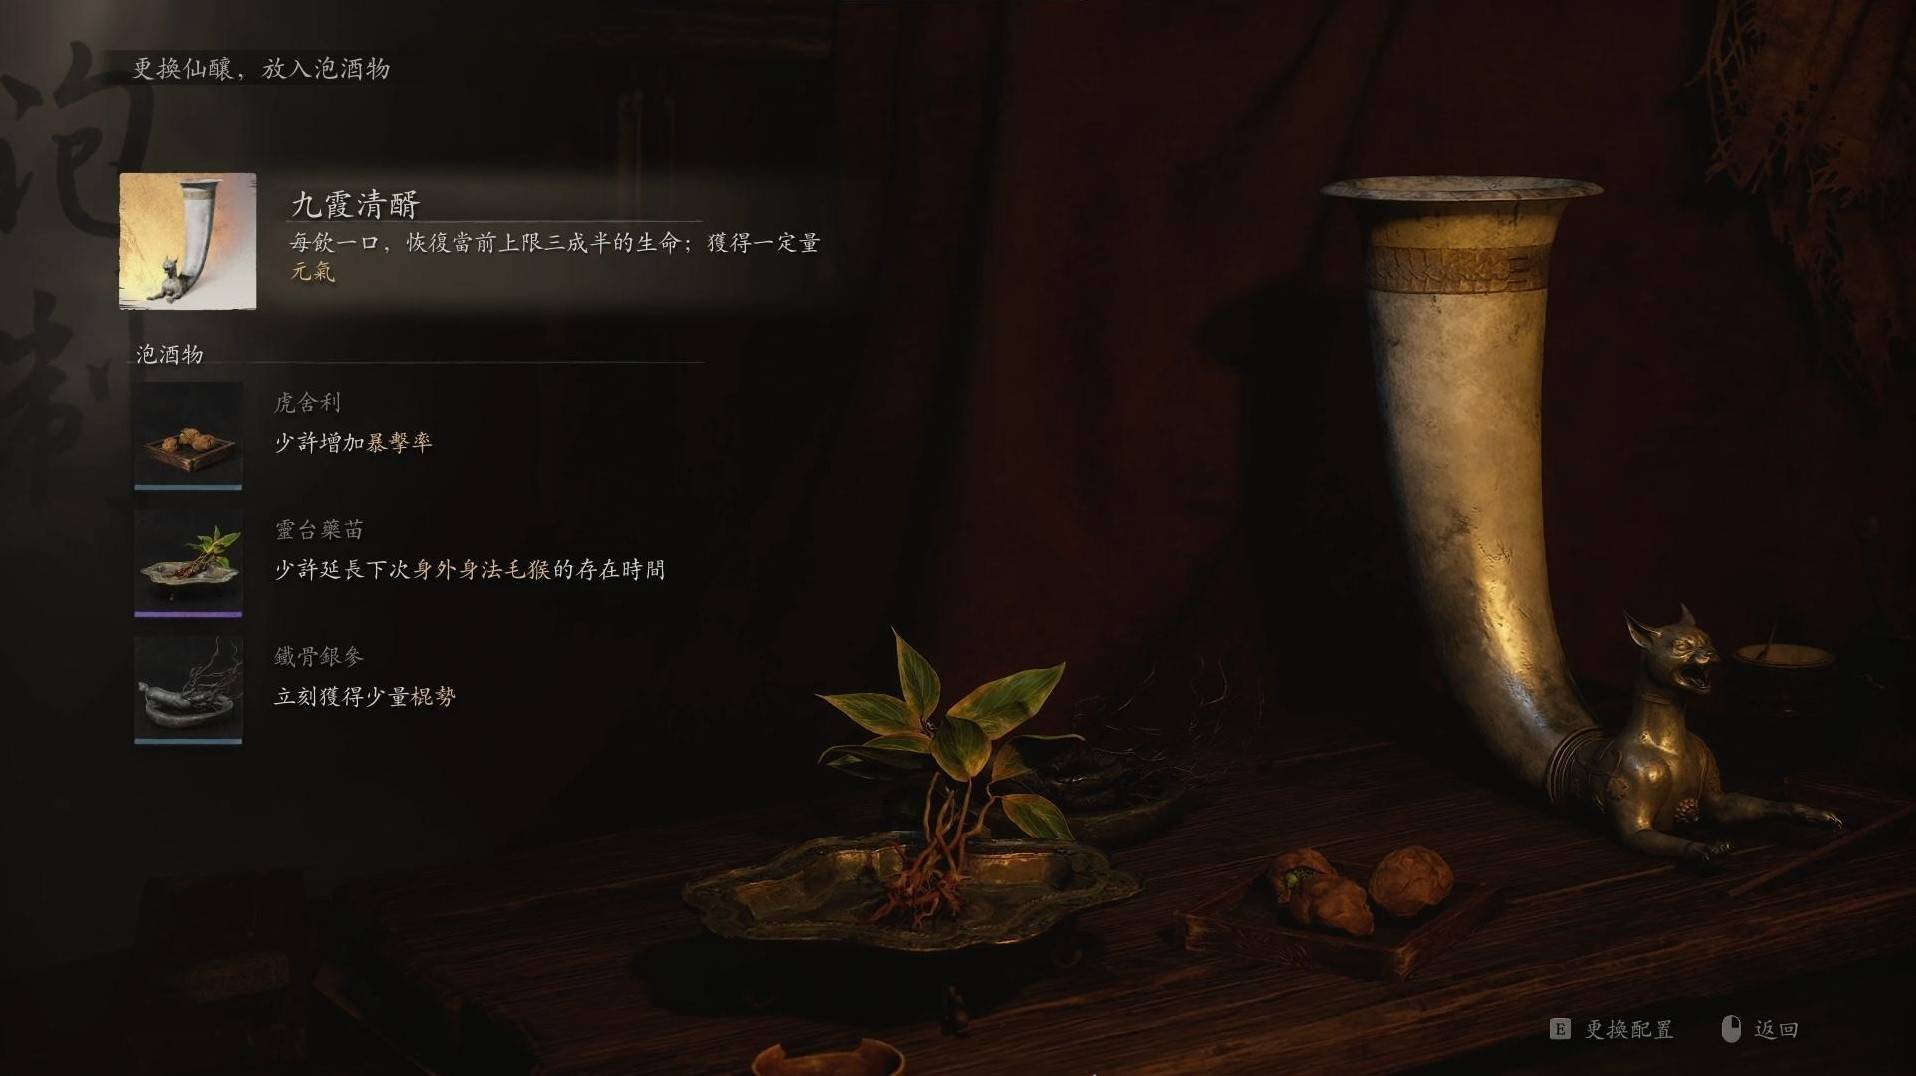 更換仙釀，放入泡酒物
泡
製
九霞清醑
每飲一口，恢復當前上限三成半的生命；獲得一定量
元氣
泡酒物
虎舍利
少許增加暴擊率
靈台藥苗
少許延長下次身外身法毛猴的存在時間
鐵骨銀參
立刻獲得少量棍勢
E 更換配置
返回